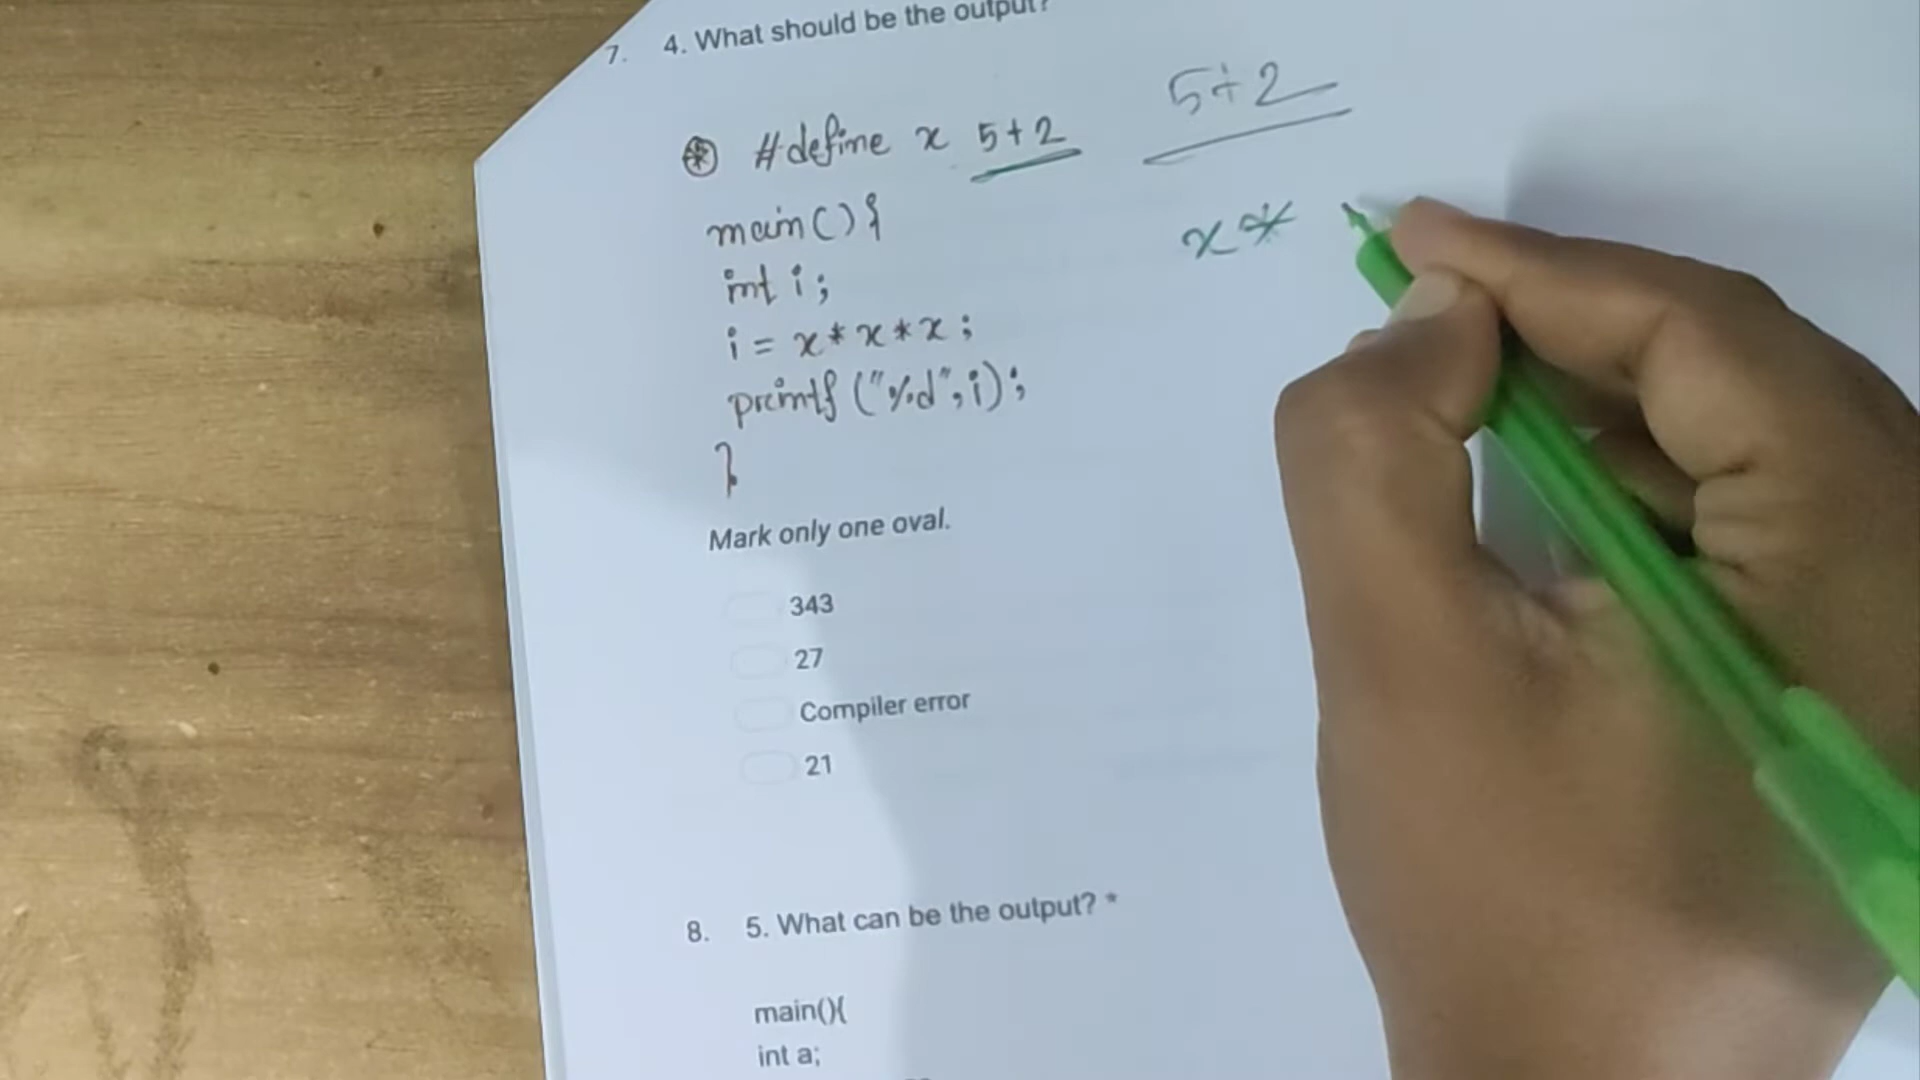 7. 4. What should be the output?
#define x 5+2 5+2
main(){ x*
int i;
i = x*x*x;
printf("%d",i);
}
Mark only one oval.
343
27
Compiler error
21
8. 5. What can be the output? *
main(){
int a;